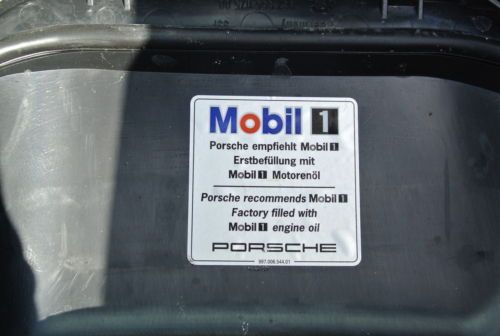 Mobil 1
Porsche empfiehlt Mobil 1
Erstbefüllung mit
Mobil 1 Motorenöl
Porsche recommends Mobil 1
Factory filled with
Mobil 1 engine oil
PORSCHE
997.006.544.01